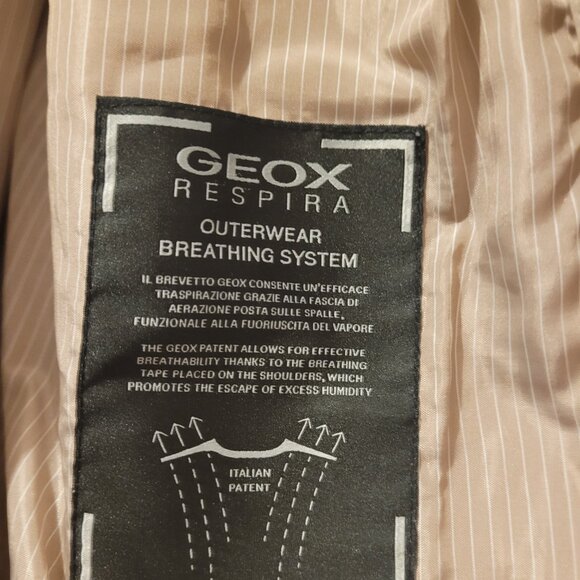 GEOX
RESPIRA
OUTERWEAR
BREATHING SYSTEM
IL BREVETTO GEOX CONSENTE UN'EFFICACE
TRASPIRAZIONE GRAZIE ALLA FASCIA DI
AERAZIONE POSTA SULLE SPALLE,
FUNZIONALE ALLA FUORIUSCITA DEL VAPORE
THE GEOX PATENT ALLOWS FOR EFFECTIVE
BREATHABILITY THANKS TO THE BREATHING
TAPE PLACED ON THE SHOULDERS, WHICH
PROMOTES THE ESCAPE OF EXCESS HUMIDITY
ITALIAN
PATENT